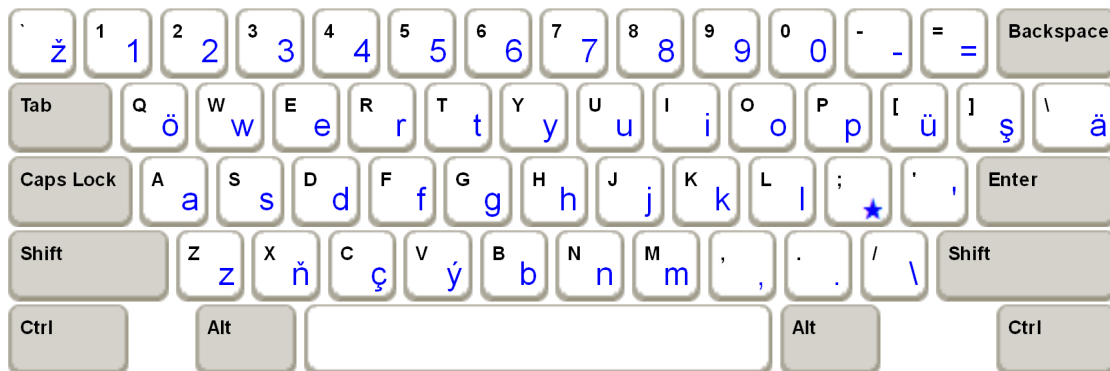 ` ž 1 1 2 2 3 3 4 4 5 5 6 6 7 7 8 8 9 9 0 0 - - = = Backspace
Tab Q ö W w E e R r T t Y y U u I i O o P p [ ü ] ş \ ä
Caps Lock A a S s D d F f G g H h J j K k L l ; ★ ' ' Enter
Shift Z z X ň C ç V ý B b N n M m , , . . / \ Shift
Ctrl Alt Alt Ctrl